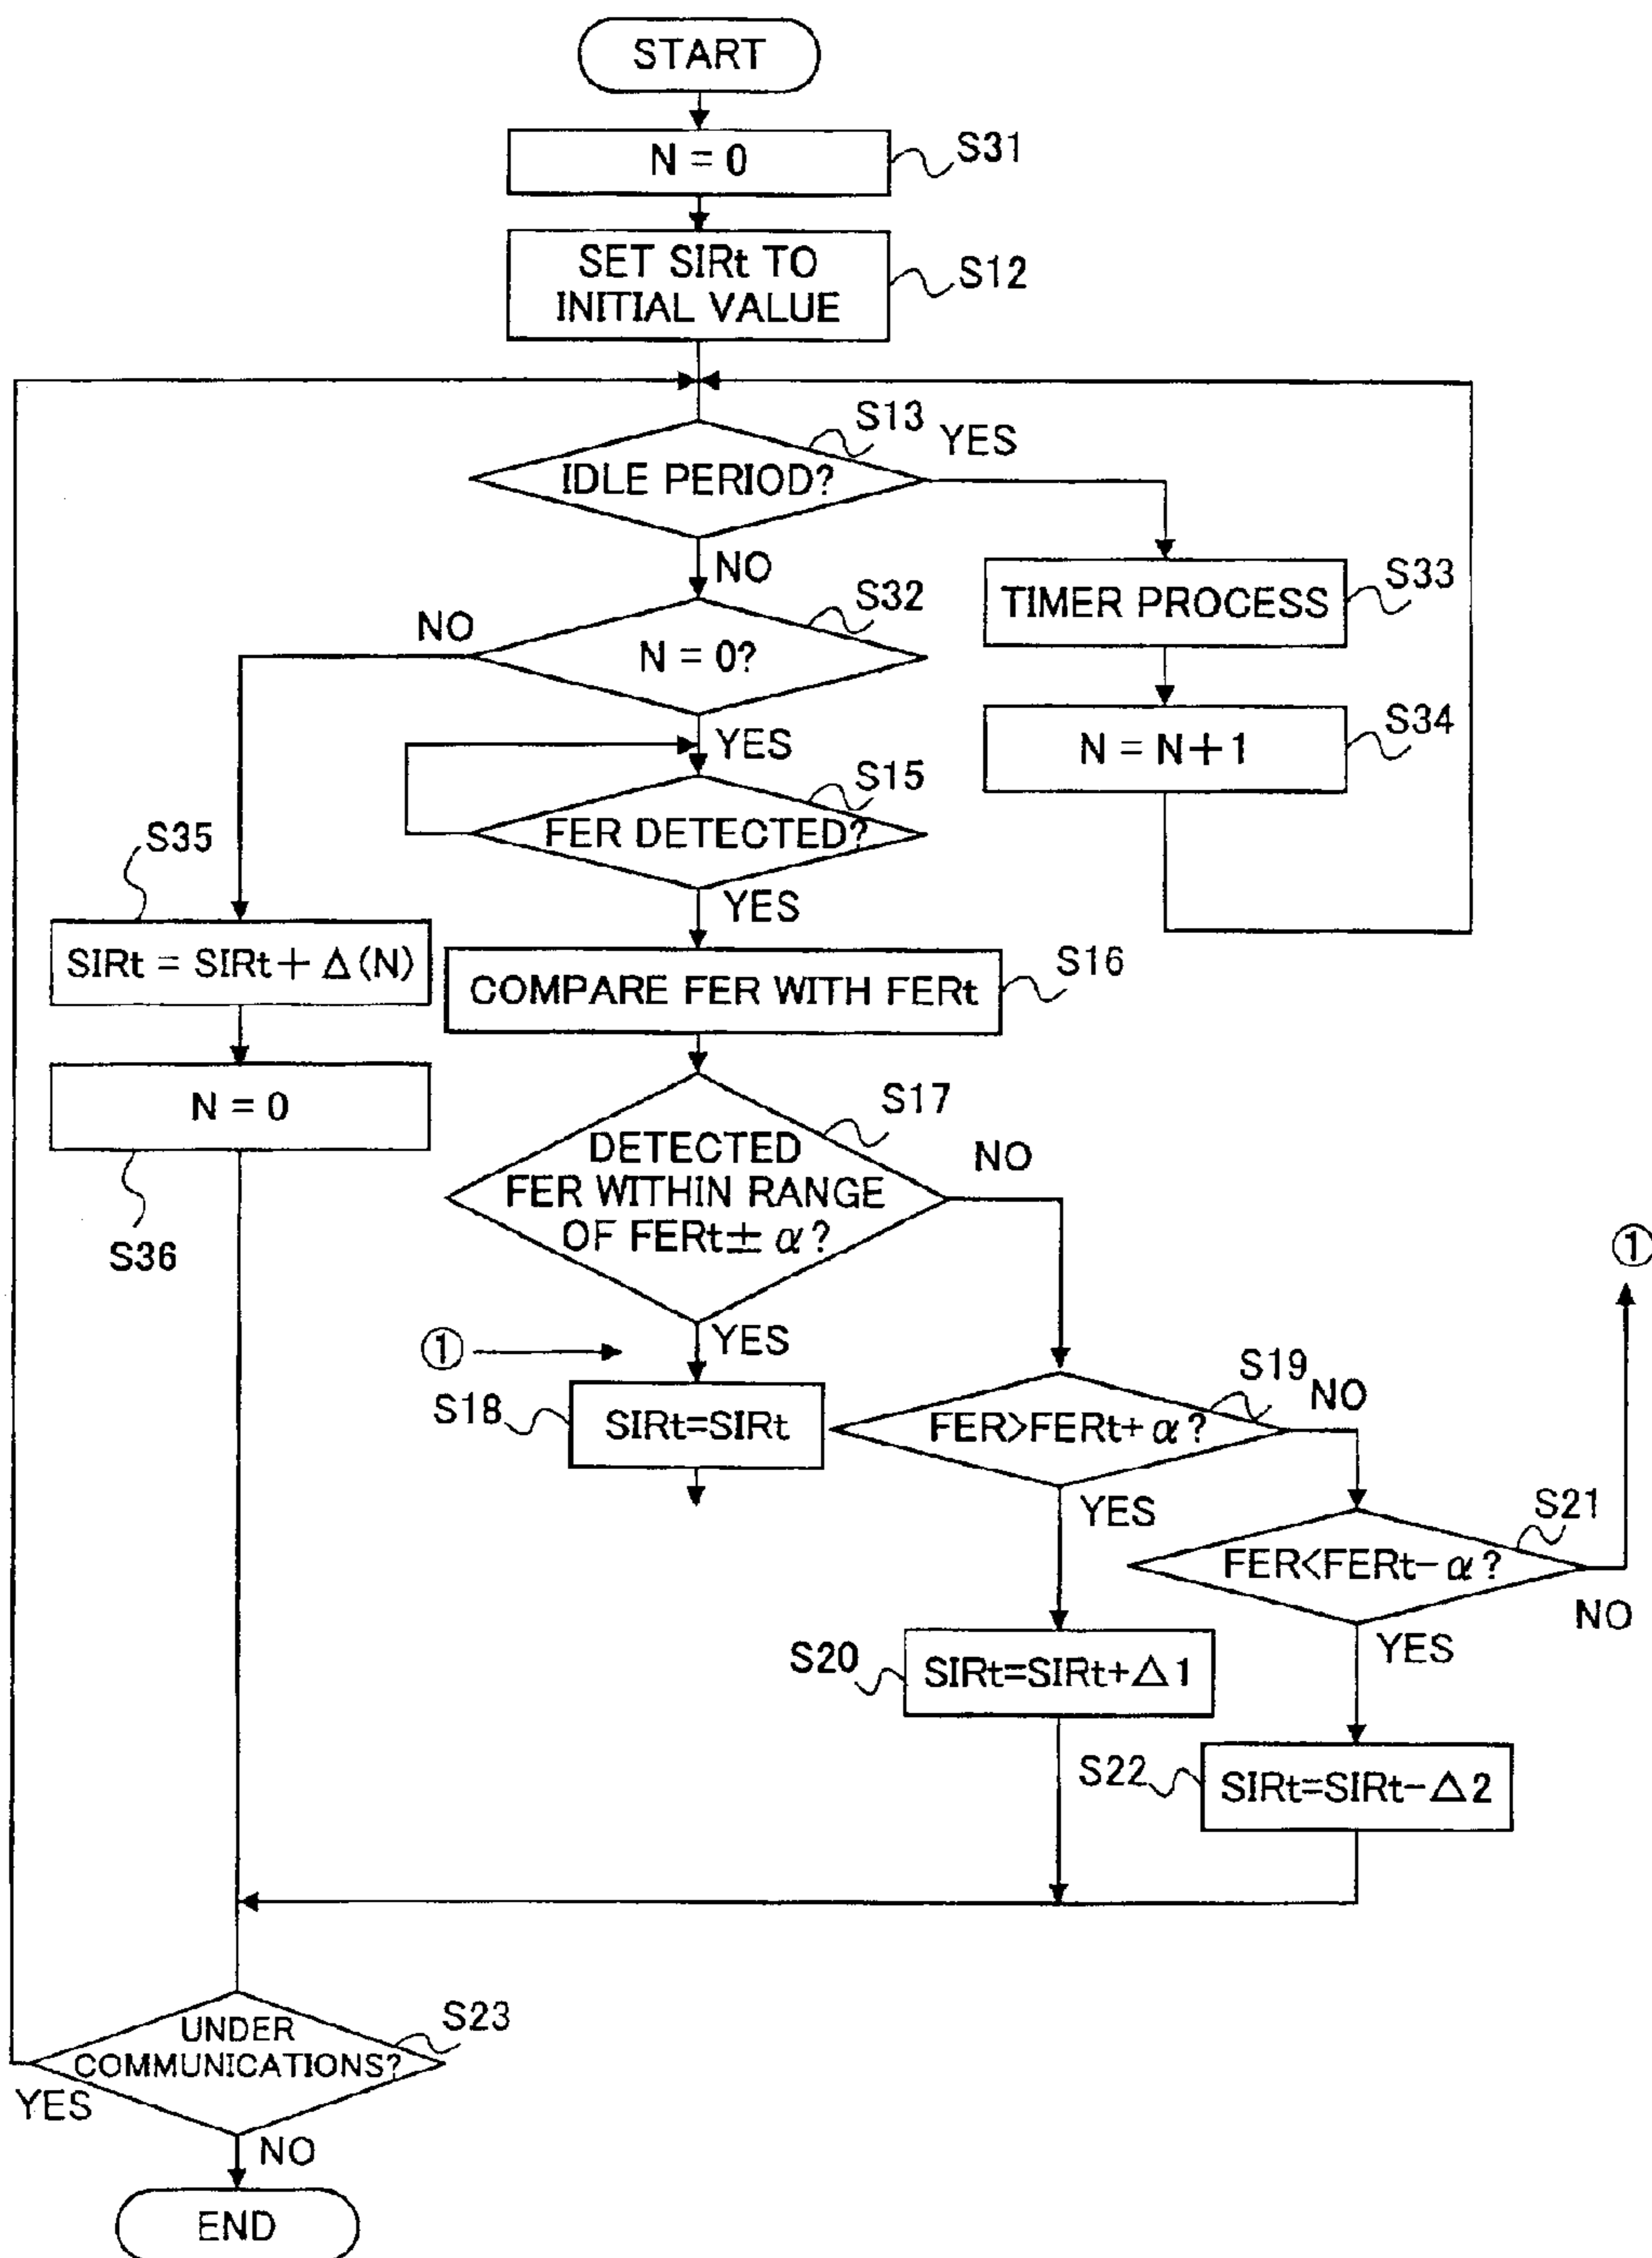 START
N = 0
S31
SET SIRt TO
INITIAL VALUE
S12
S13
YES
IDLE PERIOD?
NO
S33
TIMER PROCESS
S32
NO
N = 0?
S34
N = N+1
YES
S15
FER DETECTED?
S35
YES
SIRt = SIRt+ Δ(N)
S16
COMPARE FER WITH FERt
N = 0
S36
S17
NO
DETECTED
FER WITHIN RANGE
OF FERt± α?
①
① 
YES
S18
SIRt=SIRt
S19
NO
FER>FERt+ α?
YES
S21
FER<FERt- α?
NO
YES
S20
SIRt=SIRt+Δ1
S22
SIRt=SIRt-Δ2
UNDER
COMMUNICATIONS?
S23
YES
NO
END